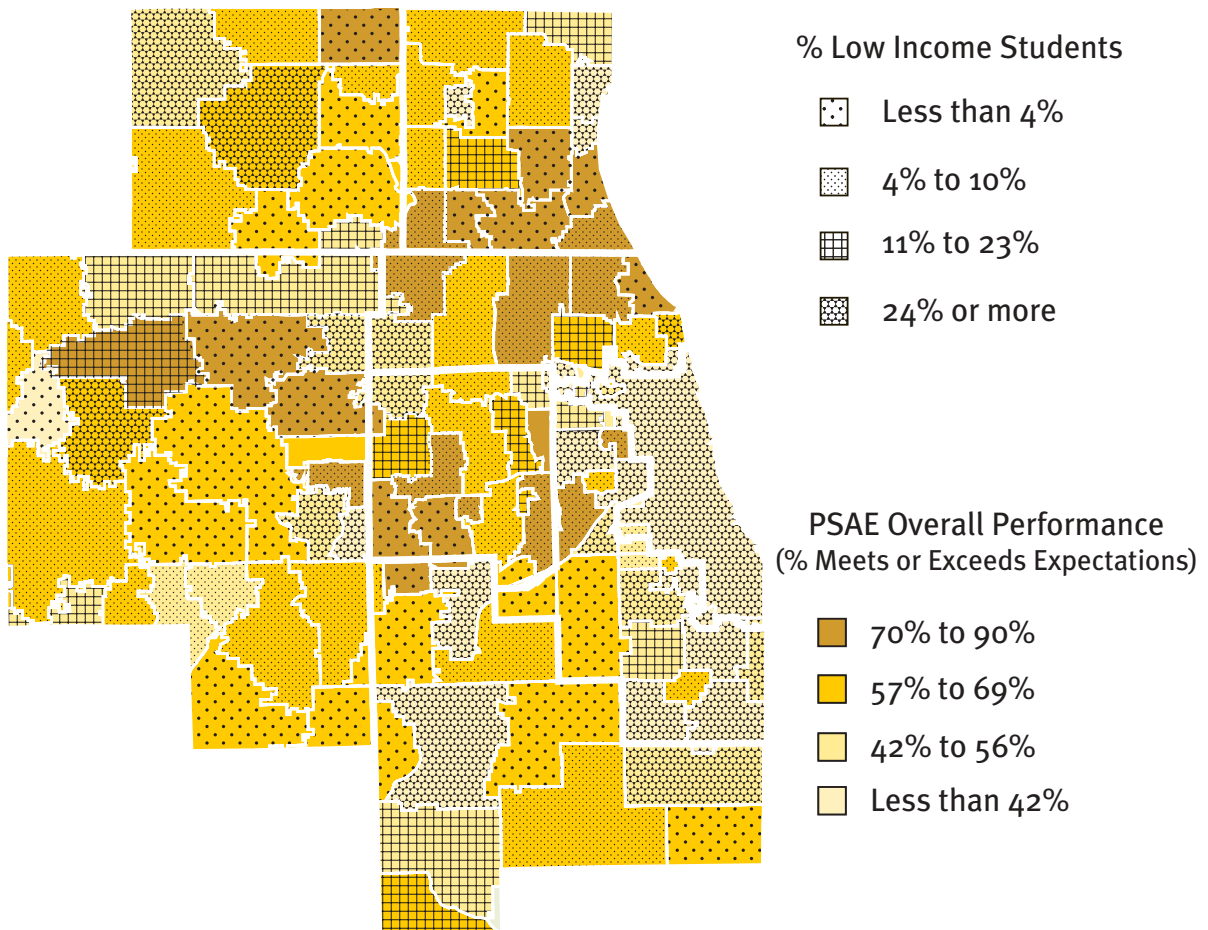 % Low Income Students
Less than 4%
4% to 10%
11% to 23%
24% or more
PSAE Overall Performance
(% Meets or Exceeds Expectations)
70% to 90%
57% to 69%
42% to 56%
Less than 42%